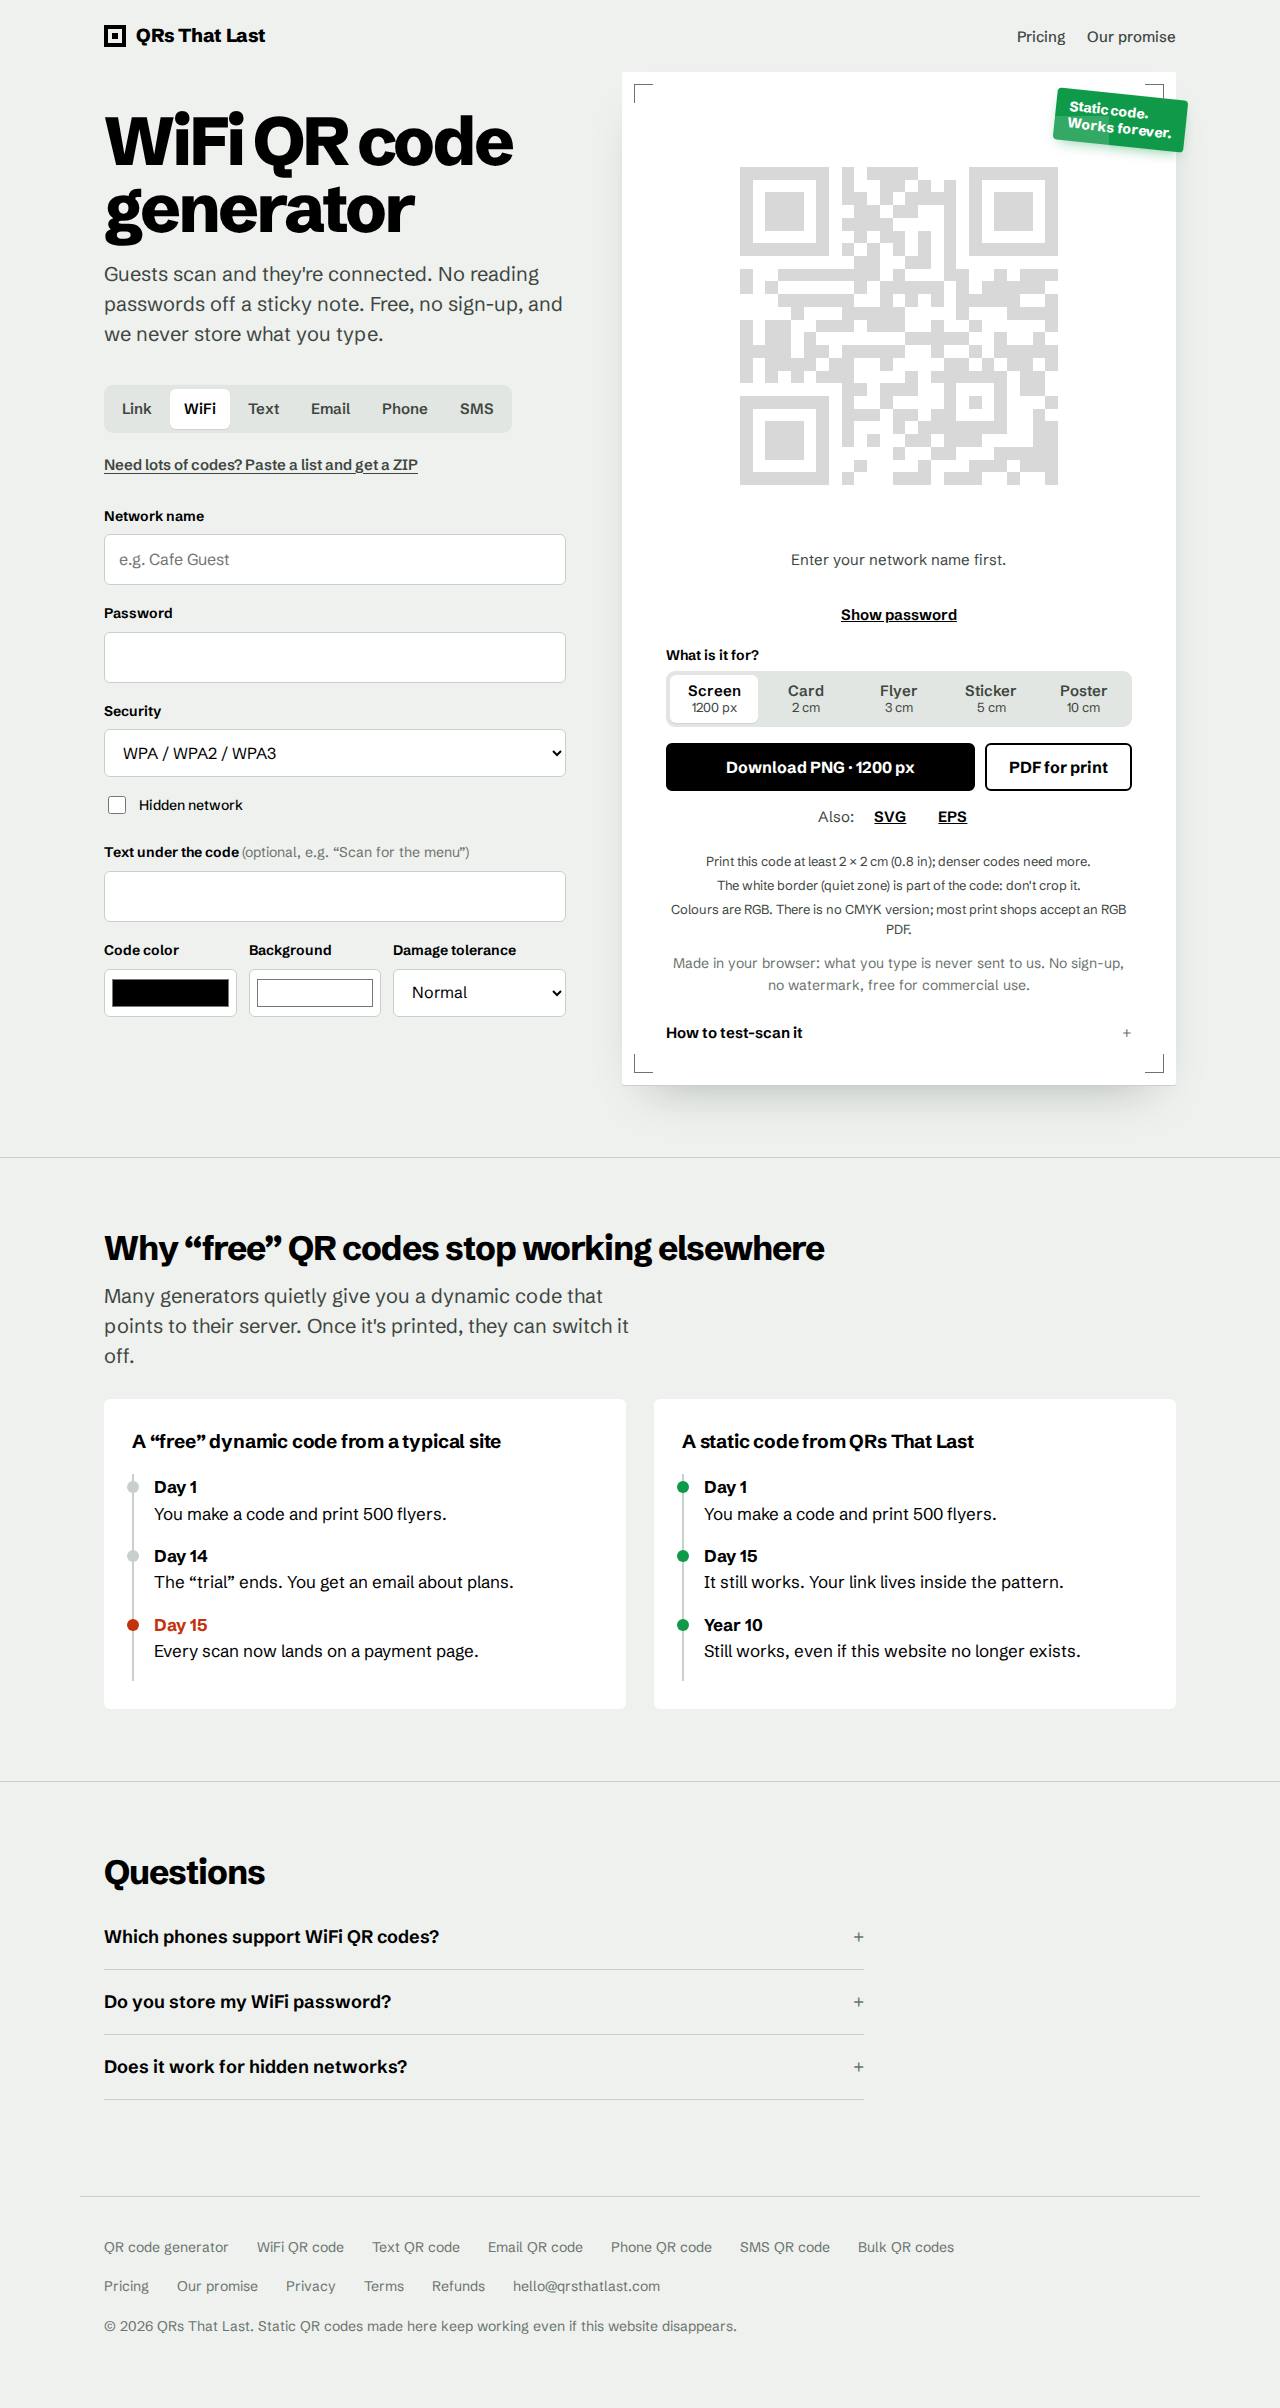 QRs That Last
Pricing
Our promise
WiFi QR code
generator
Guests scan and they're connected. No reading
passwords off a sticky note. Free, no sign-up, and
we never store what you type.
Link
WiFi
Text
Email
Phone
SMS
Need lots of codes? Paste a list and get a ZIP
Network name
e.g. Cafe Guest
Password
Security
WPA / WPA2 / WPA3
Hidden network
Text under the code (optional, e.g. “Scan for the menu”)
Code color
Background
Damage tolerance
Normal
Static code.
Works forever.
Enter your network name first.
Show password
What is it for?
Screen
1200 px
Card
2 cm
Flyer
3 cm
Sticker
5 cm
Poster
10 cm
Download PNG · 1200 px
PDF for print
Also:
SVG
EPS
Print this code at least 2 × 2 cm (0.8 in); denser codes need more.
The white border (quiet zone) is part of the code: don't crop it.
Colours are RGB. There is no CMYK version; most print shops accept an RGB
PDF.
Made in your browser: what you type is never sent to us. No sign-up,
no watermark, free for commercial use.
How to test-scan it
+
Why “free” QR codes stop working elsewhere
Many generators quietly give you a dynamic code that
points to their server. Once it's printed, they can switch it
off.
A “free” dynamic code from a typical site
Day 1
You make a code and print 500 flyers.
Day 14
The “trial” ends. You get an email about plans.
Day 15
Every scan now lands on a payment page.
A static code from QRs That Last
Day 1
You make a code and print 500 flyers.
Day 15
It still works. Your link lives inside the pattern.
Year 10
Still works, even if this website no longer exists.
Questions
Which phones support WiFi QR codes?
+
Do you store my WiFi password?
+
Does it work for hidden networks?
+
QR code generator
WiFi QR code
Text QR code
Email QR code
Phone QR code
SMS QR code
Bulk QR codes
Pricing
Our promise
Privacy
Terms
Refunds
hello@qrsthatlast.com
© 2026 QRs That Last. Static QR codes made here keep working even if this website disappears.